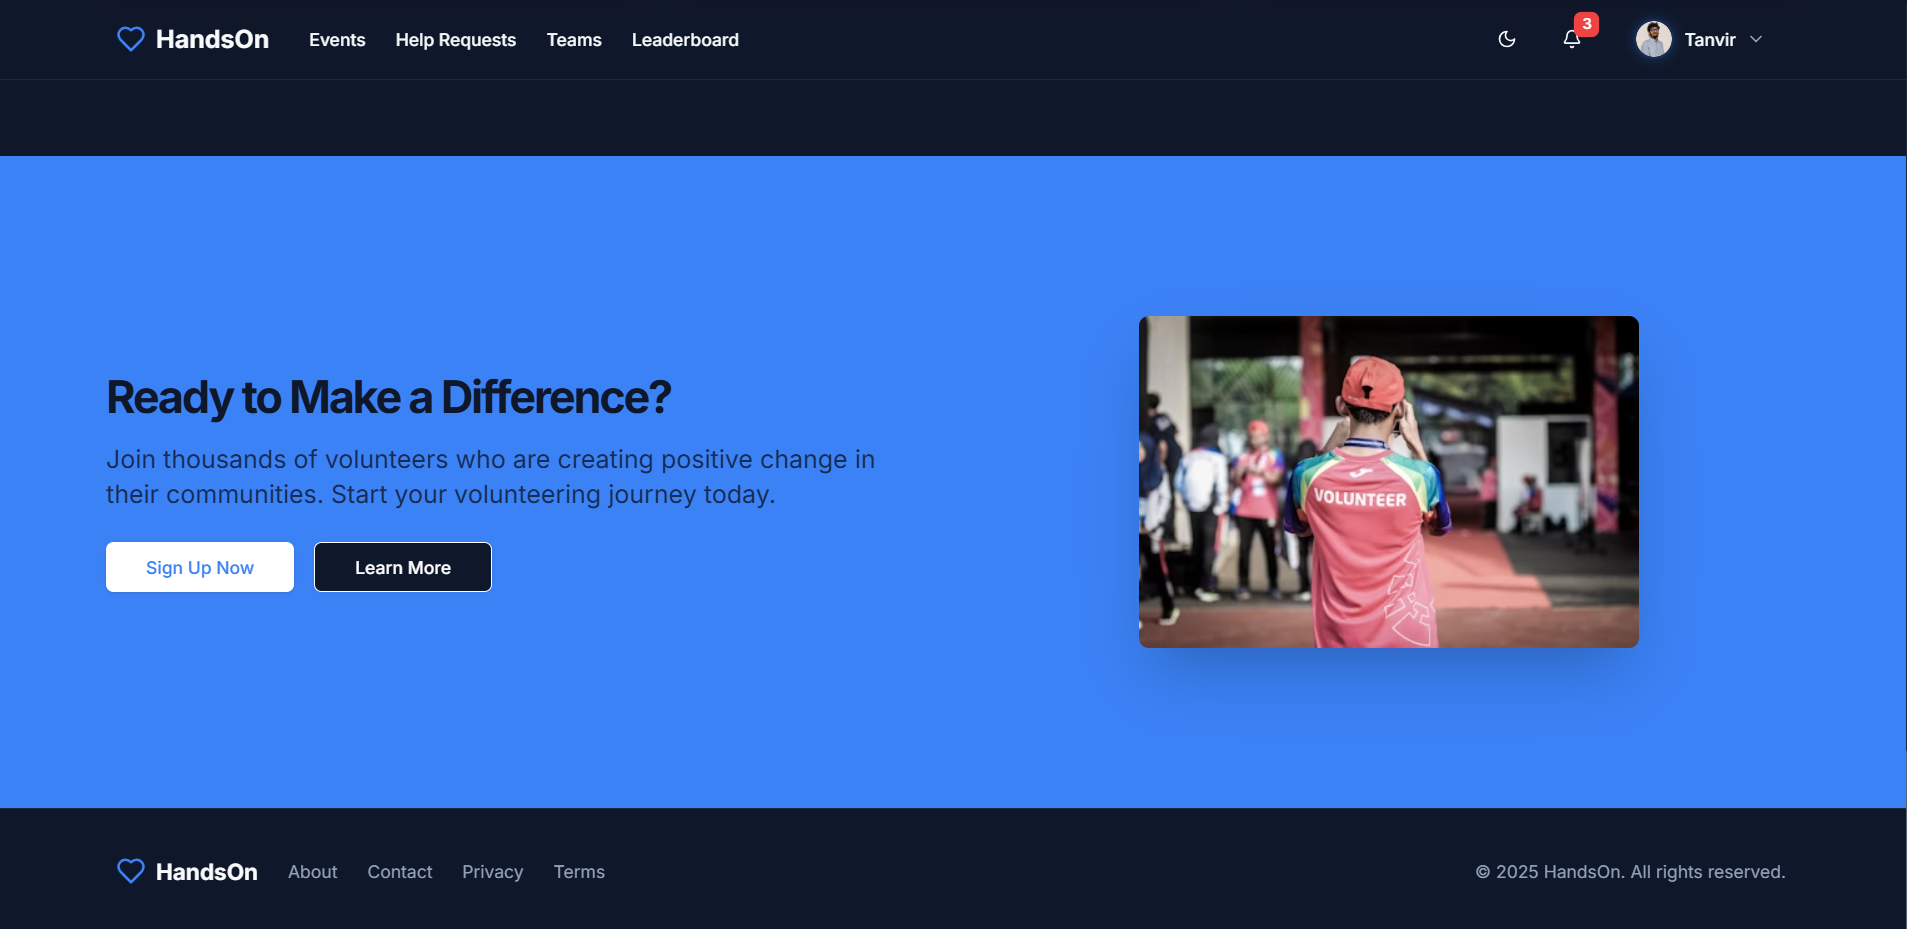 HandsOn Events Help Requests Teams Leaderboard 3 Tanvir
Ready to Make a Difference?
Join thousands of volunteers who are creating positive change in
their communities. Start your volunteering journey today.
Sign Up Now Learn More
VOLUNTEER
HandsOn About Contact Privacy Terms © 2025 HandsOn. All rights reserved.